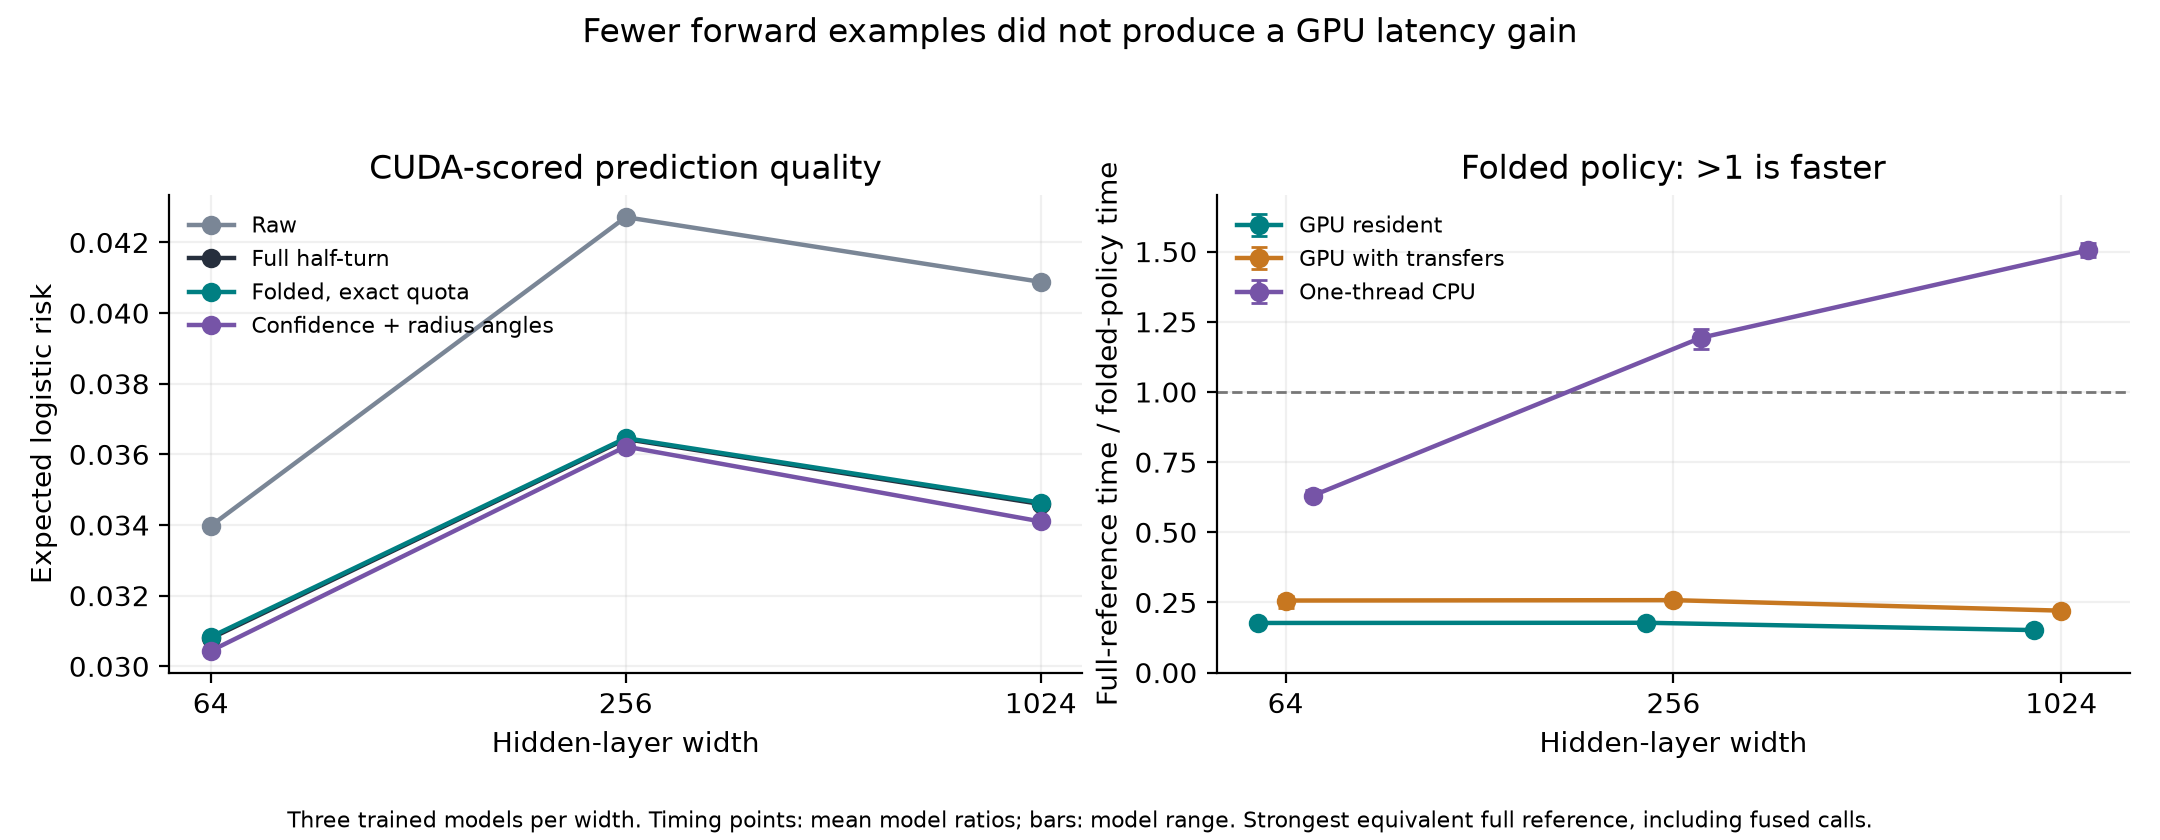 Fewer forward examples did not produce a GPU latency gain
CUDA-scored prediction quality
Expected logistic risk
0.042
0.040
0.038
0.036
0.034
0.032
0.030
Raw
Full half-turn
Folded, exact quota
Confidence + radius angles
64
256
1024
Hidden-layer width
Folded policy: >1 is faster
Full-reference time / folded-policy time
1.50
1.25
1.00
0.75
0.50
0.25
0.00
GPU resident
GPU with transfers
One-thread CPU
64
256
1024
Hidden-layer width
Three trained models per width. Timing points: mean model ratios; bars: model range. Strongest equivalent full reference, including fused calls.